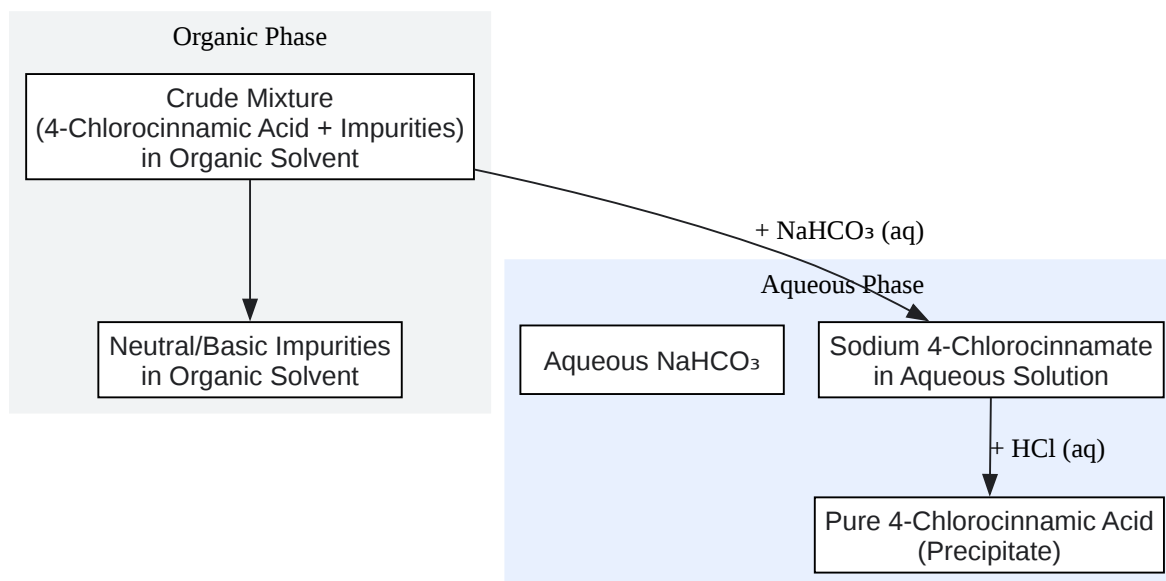 Organic Phase
Crude Mixture
(4-Chlorocinnamic Acid + Impurities)
in Organic Solvent
+ NaHCO₃ (aq)
Aqueous Phase
Neutral/Basic Impurities
in Organic Solvent
Aqueous NaHCO₃
Sodium 4-Chlorocinnamate
in Aqueous Solution
+ HCl (aq)
Pure 4-Chlorocinnamic Acid
(Precipitate)